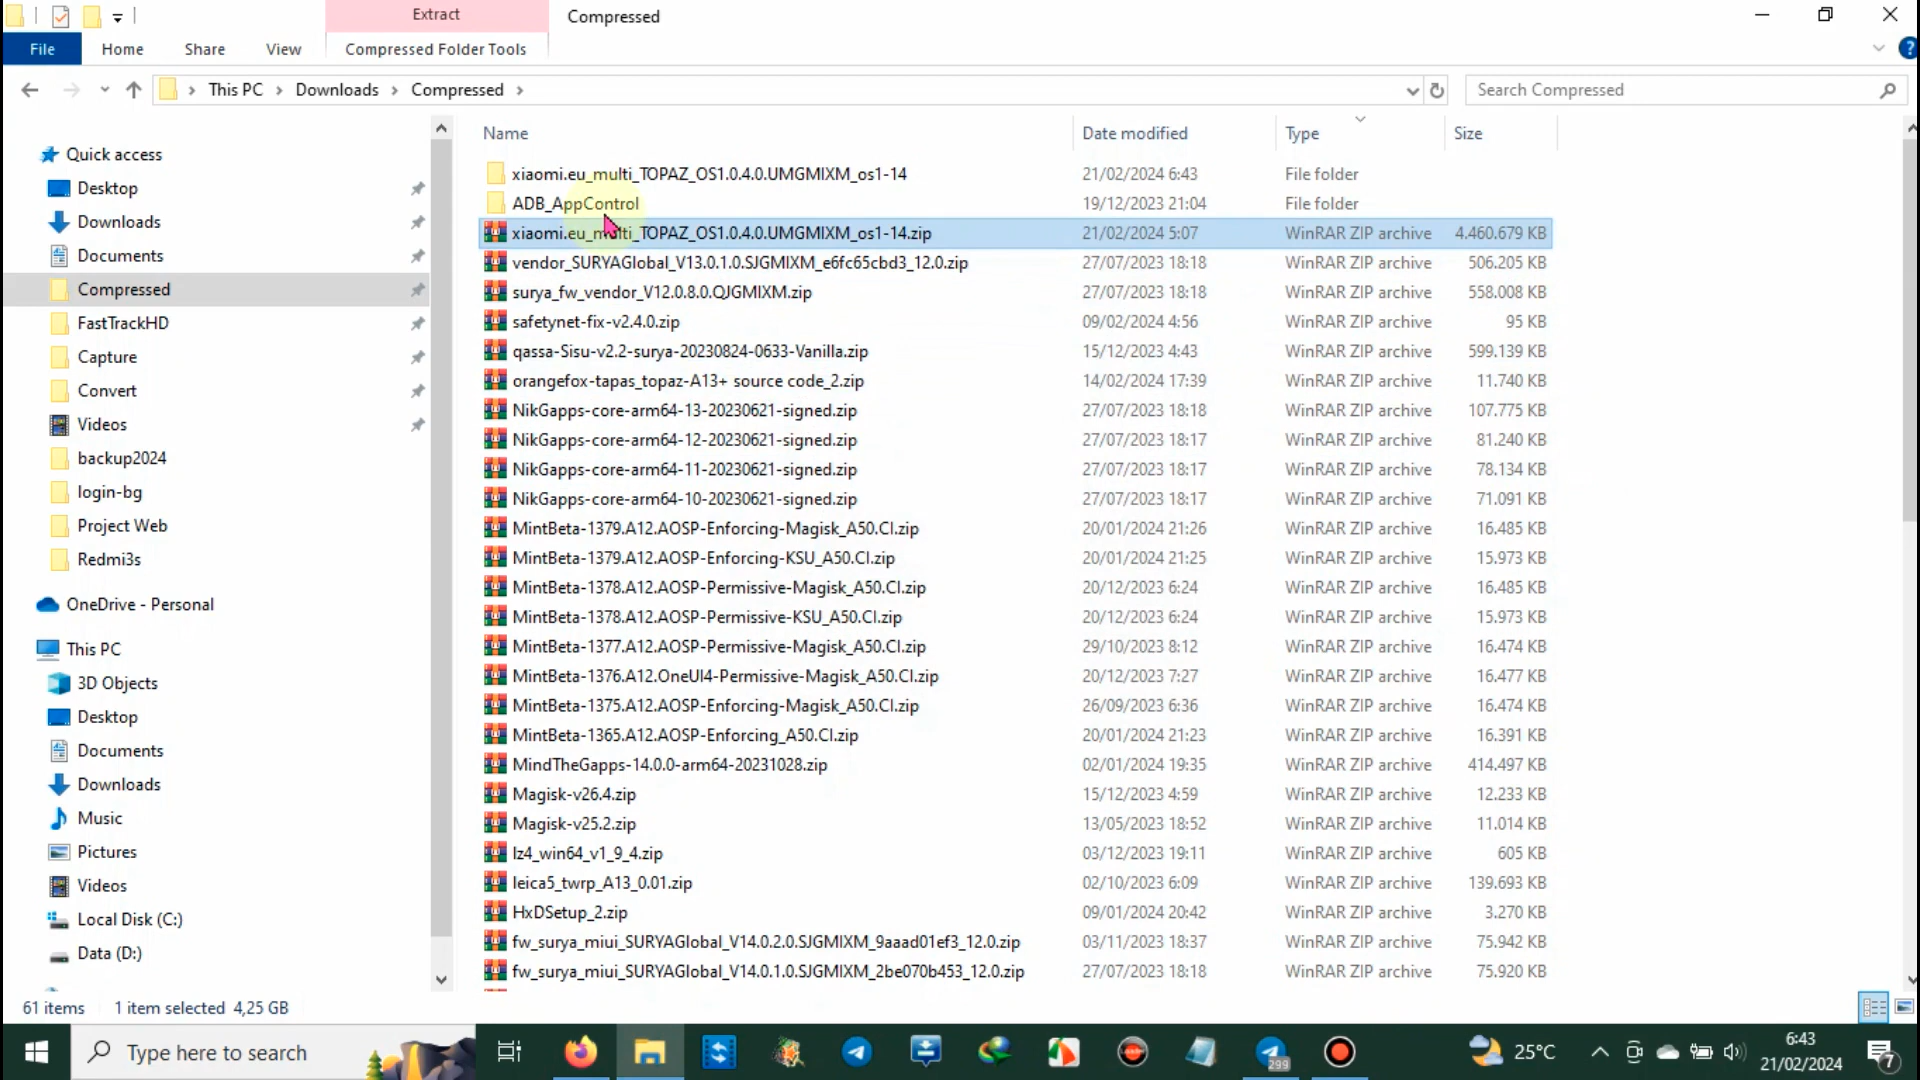 Extract
Compressed
File
Home
Share
View
Compressed Folder Tools
This PC > Downloads > Compressed >
Search Compressed
Quick access
Desktop
Downloads
Documents
Compressed
FastTrackHD
Capture
Convert
Videos
backup2024
login-bg
Project Web
Redmi3s
OneDrive - Personal
This PC
3D Objects
Desktop
Documents
Downloads
Music
Pictures
Videos
Local Disk (C:)
Data (D:)
Name Date modified Type Size
xiaomi.eu_multi_TOPAZ_OS1.0.4.0.UMGMIXM_os1-14 21/02/2024 6:43 File folder
ADB_AppControl 19/12/2023 21:04 File folder
xiaomi.eu_multi_TOPAZ_OS1.0.4.0.UMGMIXM_os1-14.zip 21/02/2024 5:07 WinRAR ZIP archive 4.460.679 KB
vendor_SURYAGlobal_V13.0.1.0.SJGMIXM_e6fc65cbd3_12.0.zip 27/07/2023 18:18 WinRAR ZIP archive 506.205 KB
surya_fw_vendor_V12.0.8.0.QJGMIXM.zip 27/07/2023 18:18 WinRAR ZIP archive 558.008 KB
safetynet-fix-v2.4.0.zip 09/02/2024 4:56 WinRAR ZIP archive 95 KB
qassa-Sisu-v2.2-surya-20230824-0633-Vanilla.zip 15/12/2023 4:43 WinRAR ZIP archive 599.139 KB
orangefox-tapas_topaz-A13+ source code_2.zip 14/02/2024 17:39 WinRAR ZIP archive 11.740 KB
NikGapps-core-arm64-13-20230621-signed.zip 27/07/2023 18:18 WinRAR ZIP archive 107.775 KB
NikGapps-core-arm64-12-20230621-signed.zip 27/07/2023 18:17 WinRAR ZIP archive 81.240 KB
NikGapps-core-arm64-11-20230621-signed.zip 27/07/2023 18:17 WinRAR ZIP archive 78.134 KB
NikGapps-core-arm64-10-20230621-signed.zip 27/07/2023 18:17 WinRAR ZIP archive 71.091 KB
MintBeta-1379.A12.AOSP-Enforcing-Magisk_A50.CI.zip 20/01/2024 21:26 WinRAR ZIP archive 16.485 KB
MintBeta-1379.A12.AOSP-Enforcing-KSU_A50.CI.zip 20/01/2024 21:25 WinRAR ZIP archive 15.973 KB
MintBeta-1378.A12.AOSP-Permissive-Magisk_A50.CI.zip 20/12/2023 6:24 WinRAR ZIP archive 16.485 KB
MintBeta-1378.A12.AOSP-Permissive-KSU_A50.CI.zip 20/12/2023 6:24 WinRAR ZIP archive 15.973 KB
MintBeta-1377.A12.AOSP-Permissive-Magisk_A50.CI.zip 29/10/2023 8:12 WinRAR ZIP archive 16.474 KB
MintBeta-1376.A12.OneUI4-Permissive-Magisk_A50.CI.zip 20/12/2023 7:27 WinRAR ZIP archive 16.477 KB
MintBeta-1375.A12.AOSP-Enforcing-Magisk_A50.CI.zip 26/09/2023 6:36 WinRAR ZIP archive 16.474 KB
MintBeta-1365.A12.AOSP-Enforcing_A50.CI.zip 20/01/2024 21:23 WinRAR ZIP archive 16.391 KB
MindTheGapps-14.0.0-arm64-20231028.zip 02/01/2024 19:35 WinRAR ZIP archive 414.497 KB
Magisk-v26.4.zip 15/12/2023 4:59 WinRAR ZIP archive 12.233 KB
Magisk-v25.2.zip 13/05/2023 18:52 WinRAR ZIP archive 11.014 KB
lz4_win64_v1_9_4.zip 03/12/2023 19:11 WinRAR ZIP archive 605 KB
leica5_twrp_A13_0.01.zip 02/10/2023 6:09 WinRAR ZIP archive 139.693 KB
HxDSetup_2.zip 09/01/2024 20:42 WinRAR ZIP archive 3.270 KB
fw_surya_miui_SURYAGlobal_V14.0.2.0.SJGMIXM_9aaad01ef3_12.0.zip 03/11/2023 18:37 WinRAR ZIP archive 75.942 KB
fw_surya_miui_SURYAGlobal_V14.0.1.0.SJGMIXM_2be070b453_12.0.zip 27/07/2023 18:18 WinRAR ZIP archive 75.920 KB
61 items 1 item selected 4,25 GB
Type here to search
299
25°C
6:43
21/02/2024
7